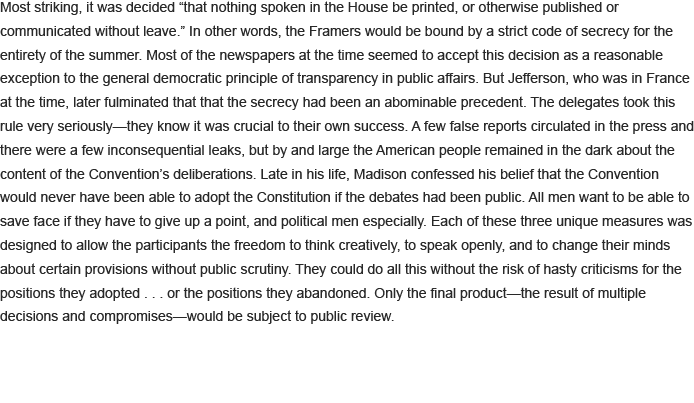 Most striking, it was decided “that nothing spoken in the House be printed, or otherwise published or
communicated without leave.” In other words, the Framers would be bound by a strict code of secrecy for the
entirety of the summer. Most of the newspapers at the time seemed to accept this decision as a reasonable
exception to the general democratic principle of transparency in public affairs. But Jefferson, who was in France
at the time, later fulminated that that the secrecy had been an abominable precedent. The delegates took this
rule very seriously—they know it was crucial to their own success. A few false reports circulated in the press and
there were a few inconsequential leaks, but by and large the American people remained in the dark about the
content of the Convention’s deliberations. Late in his life, Madison confessed his belief that the Convention
would never have been able to adopt the Constitution if the debates had been public. All men want to be able to
save face if they have to give up a point, and political men especially. Each of these three unique measures was
designed to allow the participants the freedom to think creatively, to speak openly, and to change their minds
about certain provisions without public scrutiny. They could do all this without the risk of hasty criticisms for the
positions they adopted . . . or the positions they abandoned. Only the final product—the result of multiple
decisions and compromises—would be subject to public review.